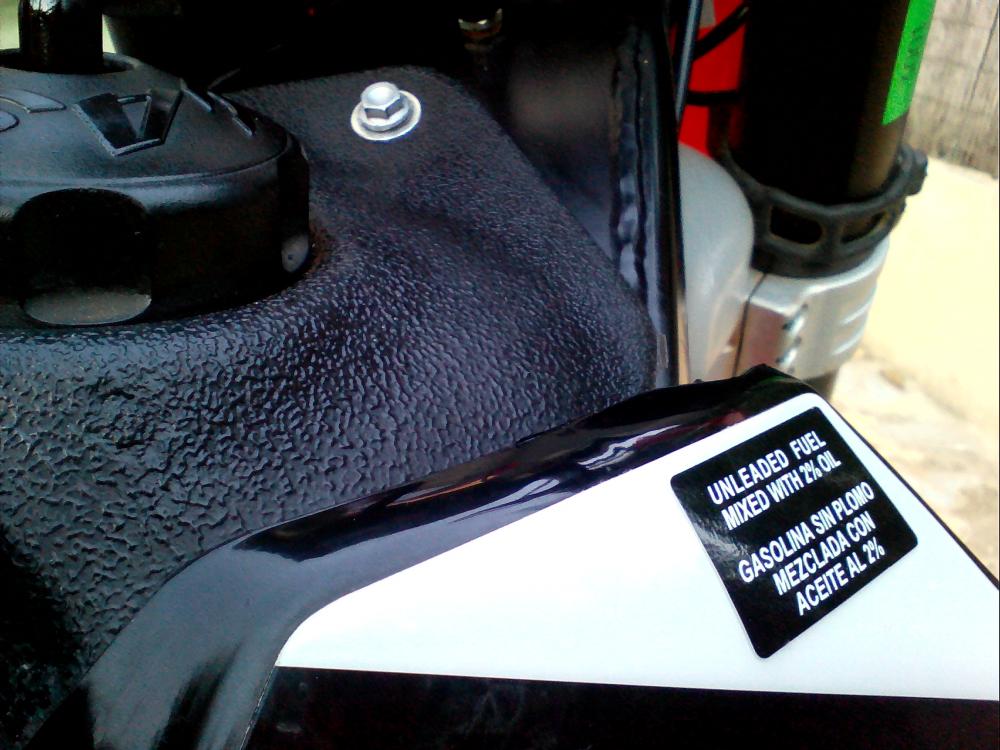 UNLEADED FUEL
MIXED WITH 2% OIL
GASOLINA SIN PLOMO
MEZCLADA CON
ACEITE AL 2%